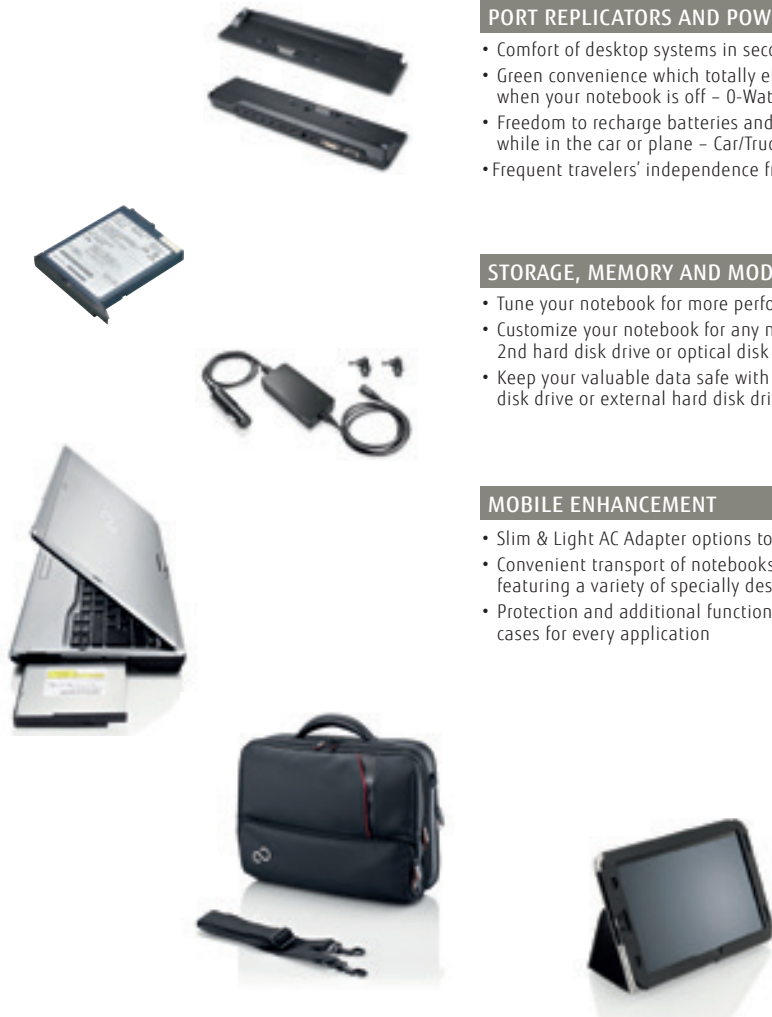 PORT REPLICATORS AND POW
• Comfort of desktop systems in seco
• Green convenience which totally e
when your notebook is off – 0-Wat
• Freedom to recharge batteries and
while in the car or plane – Car/Truc
• Frequent travelers’ independence fr
STORAGE, MEMORY AND MOD
• Tune your notebook for more perfo
• Customize your notebook for any n
2nd hard disk drive or optical disk
• Keep your valuable data safe with
disk drive or external hard disk dri
MOBILE ENHANCEMENT
• Slim & Light AC Adapter options to
• Convenient transport of notebooks
featuring a variety of specially des
• Protection and additional function
cases for every application